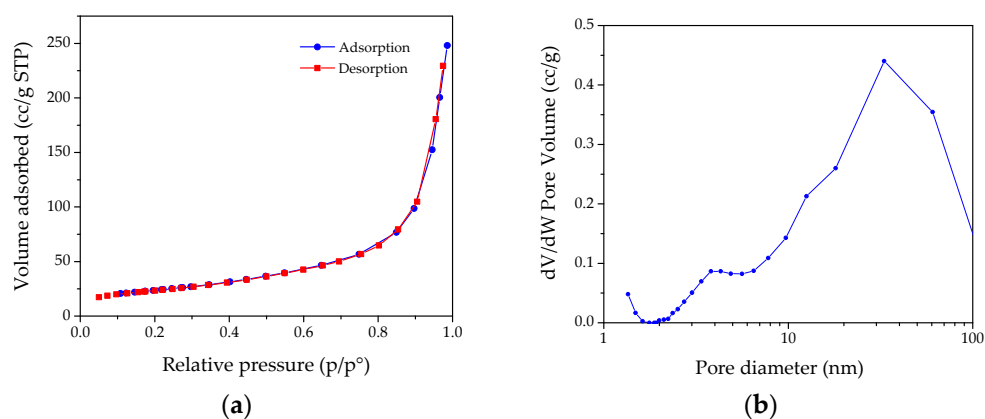 250
200
150
100
50
0
Volume adsorbed (cc/g STP)
Adsorption
Desorption
0.0
0.2
0.4
0.6
0.8
1.0
Relative pressure (p/p°)
(a)
0.5
0.4
0.3
0.2
0.1
0.0
dV/dW Pore Volume (cc/g)
1
10
100
Pore diameter (nm)
(b)